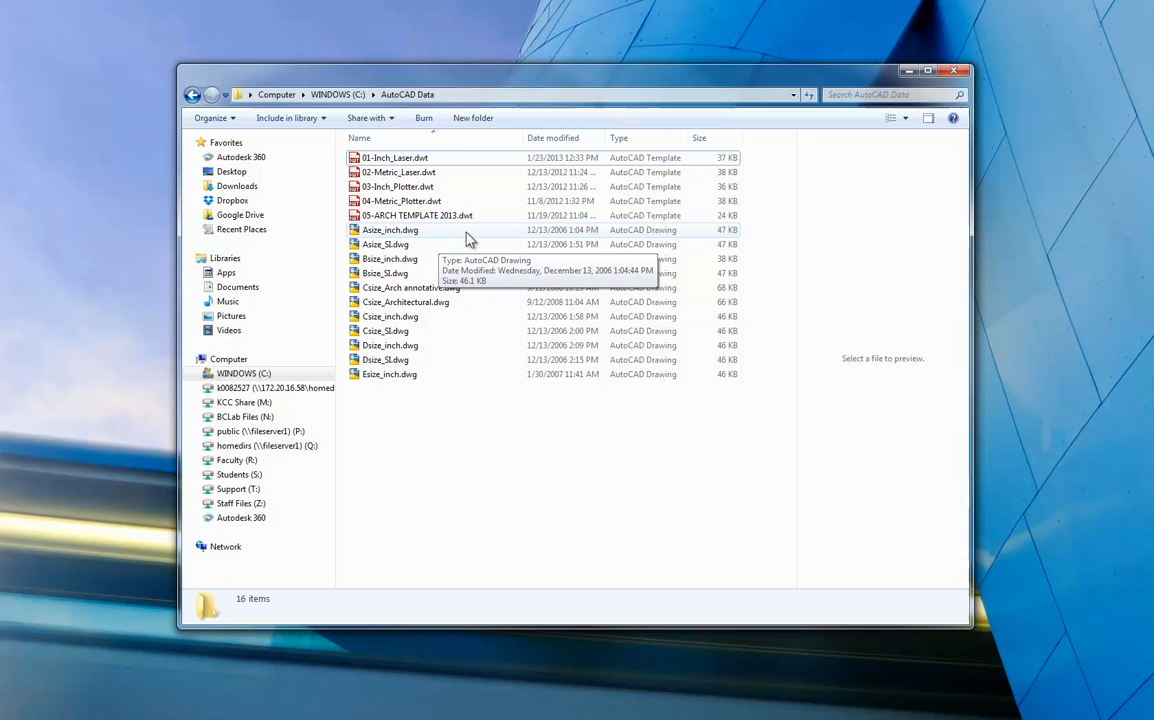 Computer WINDOWS (C:) AutoCAD Data Search AutoCAD Data
Organize Include in library Share with Burn New folder
Name Date modified Type Size
Favorites
Autodesk 360
Desktop
Downloads
Dropbox
Google Drive
Recent Places
Libraries
Apps
Documents
Music
Pictures
Videos
Computer
WINDOWS (C:)
k0082527 (\\172.20.16.58\homed
KCC Share (M:)
BCLab Files (N:)
public (\\fileserver1) (P:)
homedirs (\\fileserver1) (Q:)
Faculty (R:)
Students (S:)
Support (T:)
Staff Files (Z:)
Autodesk 360
Network
01-Inch_Laser.dwt 1/23/2013 12:33 PM AutoCAD Template 37 KB
02-Metric_Laser.dwt 12/13/2012 11:24 ... AutoCAD Template 38 KB
03-Inch_Plotter.dwt 12/13/2012 11:26 ... AutoCAD Template 36 KB
04-Metric_Plotter.dwt 11/8/2012 1:32 PM AutoCAD Template 38 KB
05-ARCH TEMPLATE 2013.dwt 11/19/2012 11:04 ... AutoCAD Template 24 KB
Asize_inch.dwg 12/13/2006 1:04 PM AutoCAD Drawing 47 KB
Asize_SI.dwg 12/13/2006 1:51 PM AutoCAD Drawing 47 KB
Bsize_inch.dwg AutoCAD Drawing 38 KB
Bsize_SI.dwg AutoCAD Drawing 46 KB
Csize_Arch annotative.dwg AutoCAD Drawing 68 KB
Csize_Architectural.dwg 9/12/2008 11:04 AM AutoCAD Drawing 66 KB
Csize_inch.dwg 12/13/2006 1:58 PM AutoCAD Drawing 46 KB
Csize_SI.dwg 12/13/2006 2:00 PM AutoCAD Drawing 46 KB
Dsize_inch.dwg 12/13/2006 2:09 PM AutoCAD Drawing 46 KB
Dsize_SI.dwg 12/13/2006 2:15 PM AutoCAD Drawing 46 KB
Esize_inch.dwg 1/30/2007 11:41 AM AutoCAD Drawing 46 KB
Type: AutoCAD Drawing
Date Modified: Wednesday, December 13, 2006 1:04:44 PM
Size: 46.1 KB
Select a file to preview.
16 items